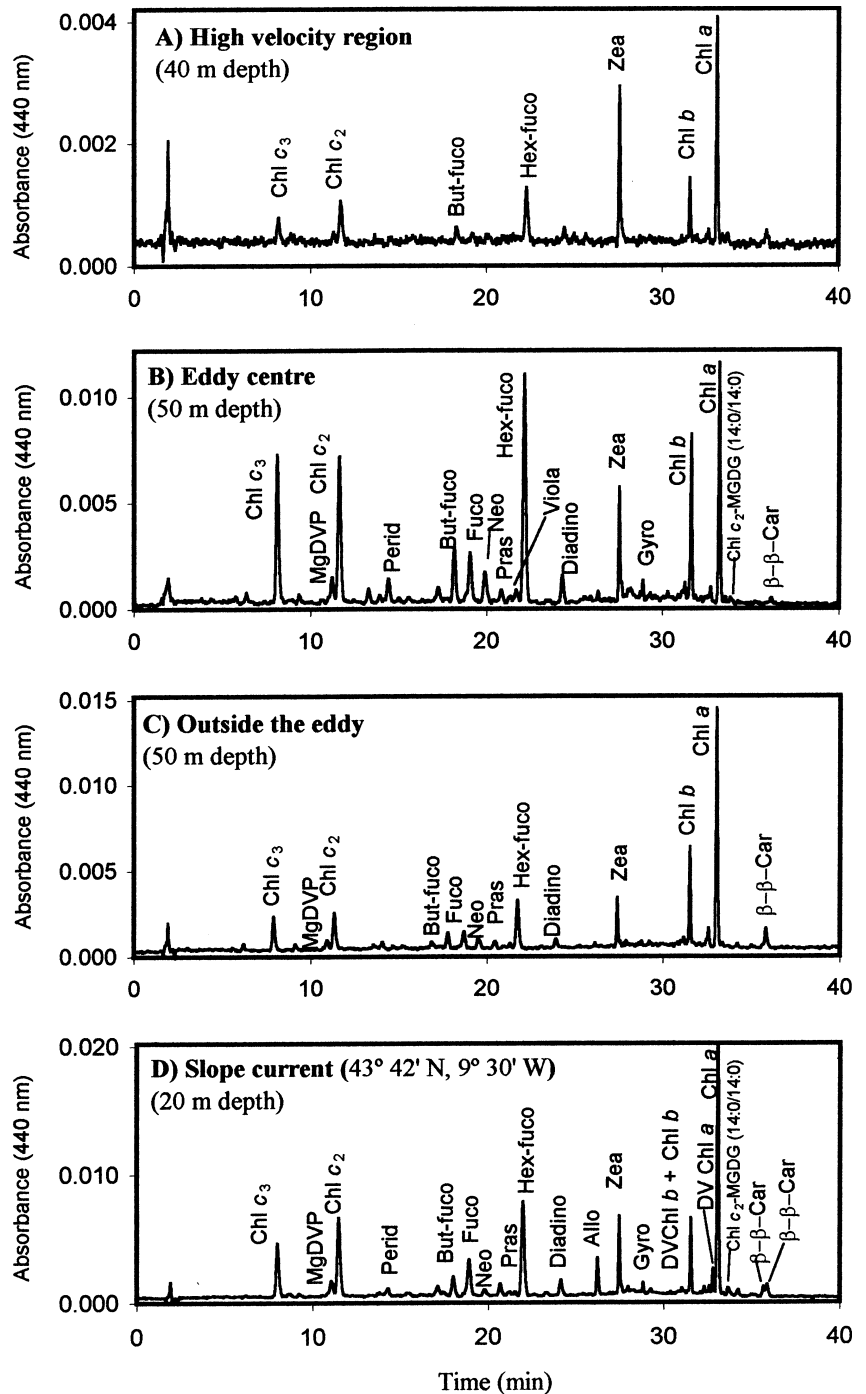 A) High velocity region
(40 m depth)
Absorbance (440 nm)
0.004
0.002
0.000
Chl c3
Chl c2
But-fuco
Hex-fuco
Zea
Chl b
Chl a
0 10 20 30 40
B) Eddy centre
(50 m depth)
Absorbance (440 nm)
0.010
0.005
0.000
Chl c3
MgDVP
Chl c2
Perid
But-fuco
Fuco
Neo
Pras
Hex-fuco
Viola
Diadino
Zea
Gyro
Chl b
Chl a
Chl c2-MGDG (14:0/14:0)
β-β-Car
0 10 20 30 40
C) Outside the eddy
(50 m depth)
Absorbance (440 nm)
0.015
0.010
0.005
0.000
Chl c3
MgDVP
Chl c2
But-fuco
Fuco
Neo
Pras
Hex-fuco
Diadino
Zea
Chl b
Chl a
β-β-Car
0 10 20 30 40
D) Slope current (43° 42' N, 9° 30' W)
(20 m depth)
Absorbance (440 nm)
0.020
0.010
0.000
Chl c3
MgDVP
Chl c2
Perid
But-fuco
Fuco
Neo
Pras
Hex-fuco
Diadino
Allo
Zea
Gyro
DVChl b + Chl b
DV Chl a
Chl a
Chl c2-MGDG (14:0/14:0)
β-β-Car
β-β-Car
0 10 20 30 40
Time (min)